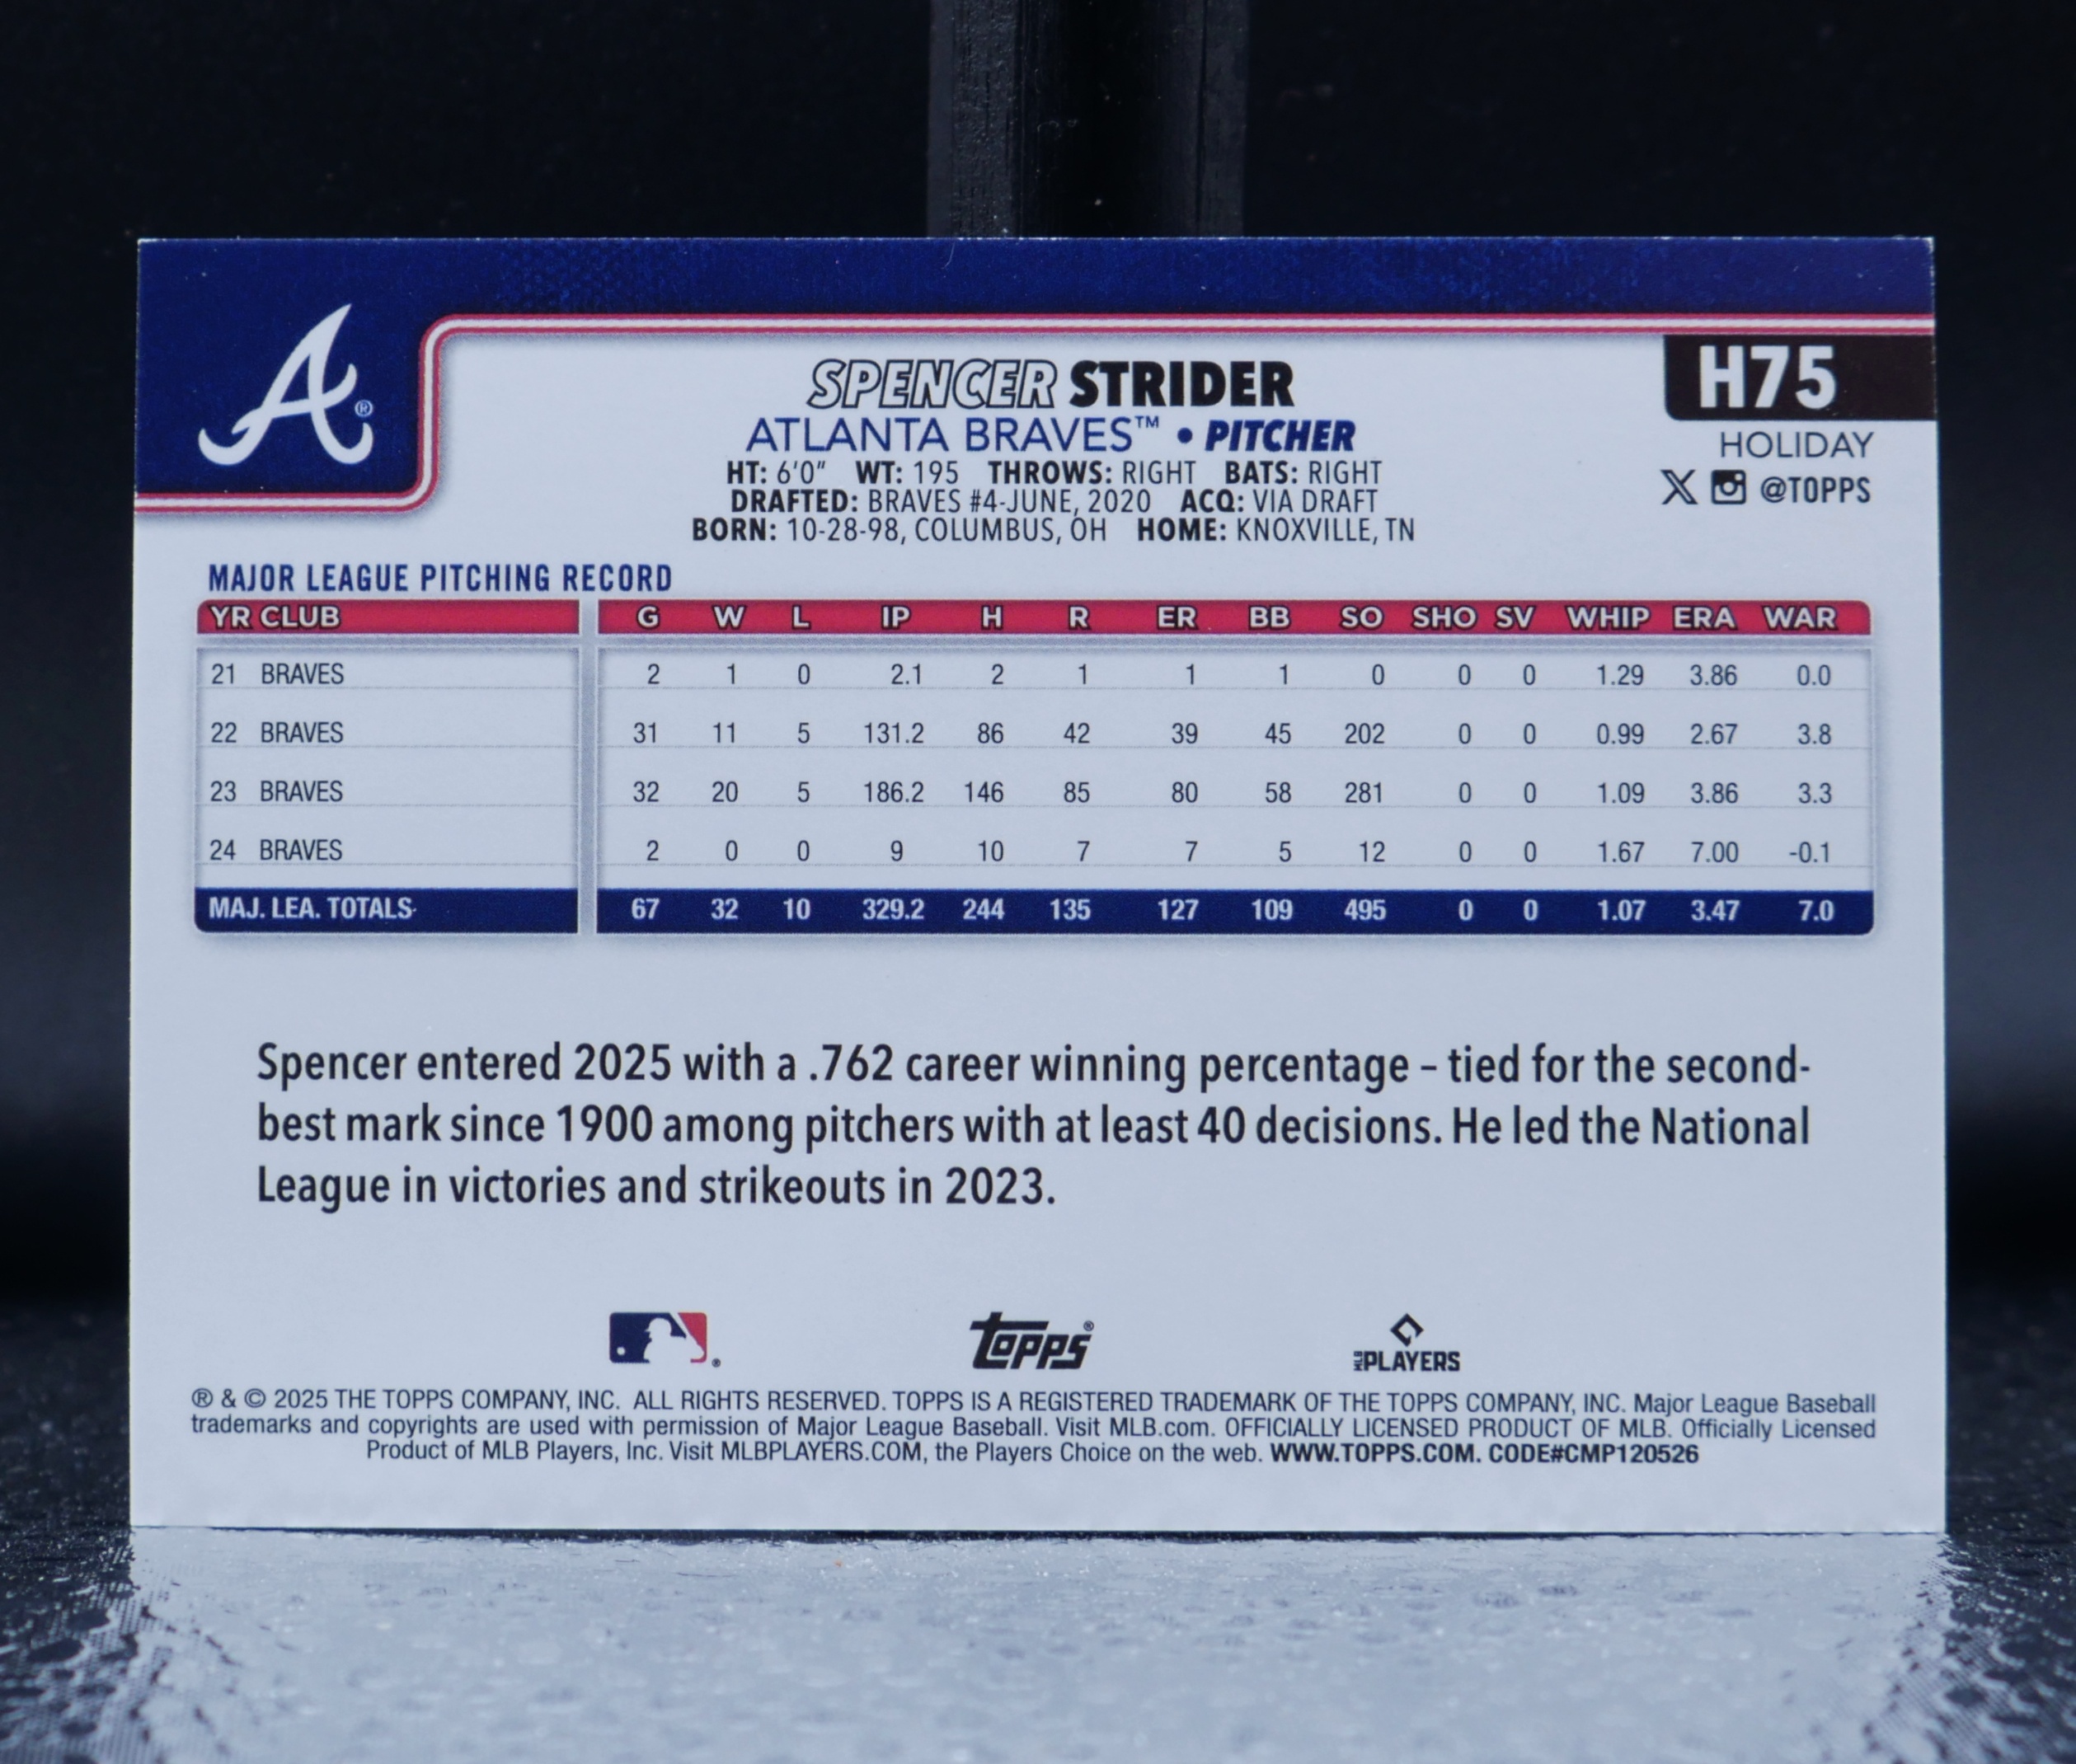 A®
H75
SPENCER STRIDER
ATLANTA BRAVES™ • PITCHER
HOLIDAY
HT: 6'0" WT: 195 THROWS: RIGHT BATS: RIGHT
@TOPPS
DRAFTED: BRAVES #4-JUNE, 2020 ACQ: VIA DRAFT
BORN: 10-28-98, COLUMBUS, OH HOME: KNOXVILLE, TN
MAJOR LEAGUE PITCHING RECORD
YR CLUB G W L IP H R ER BB SO SHO SV WHIP ERA WAR
21 BRAVES 2 1 0 2.1 2 1 1 1 0 0 0 1.29 3.86 0.0
22 BRAVES 31 11 5 131.2 86 42 39 45 202 0 0 0.99 2.67 3.8
23 BRAVES 32 20 5 186.2 146 85 80 58 281 0 0 1.09 3.86 3.3
24 BRAVES 2 0 0 9 10 7 7 5 12 0 0 1.67 7.00 -0.1
MAJ. LEA. TOTALS 67 32 10 329.2 244 135 127 109 495 0 0 1.07 3.47 7.0
Spencer entered 2025 with a .762 career winning percentage – tied for the second-
best mark since 1900 among pitchers with at least 40 decisions. He led the National
League in victories and strikeouts in 2023.
Topps® MLB PLAYERS
® & © 2025 THE TOPPS COMPANY, INC. ALL RIGHTS RESERVED. TOPPS IS A REGISTERED TRADEMARK OF THE TOPPS COMPANY, INC. Major League Baseball
trademarks and copyrights are used with permission of Major League Baseball. Visit MLB.com. OFFICIALLY LICENSED PRODUCT OF MLB. Officially Licensed
Product of MLB Players, Inc. Visit MLBPLAYERS.COM, the Players Choice on the web. WWW.TOPPS.COM. CODE#CMP120526